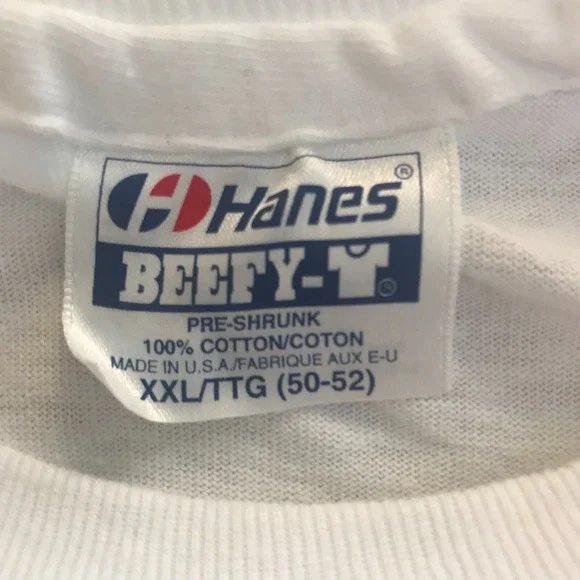 Hanes®
BEEFY-T®
PRE-SHRUNK
100% COTTON/COTON
MADE IN U.S.A./FABRIQUE AUX E-U
XXL/TTG (50-52)